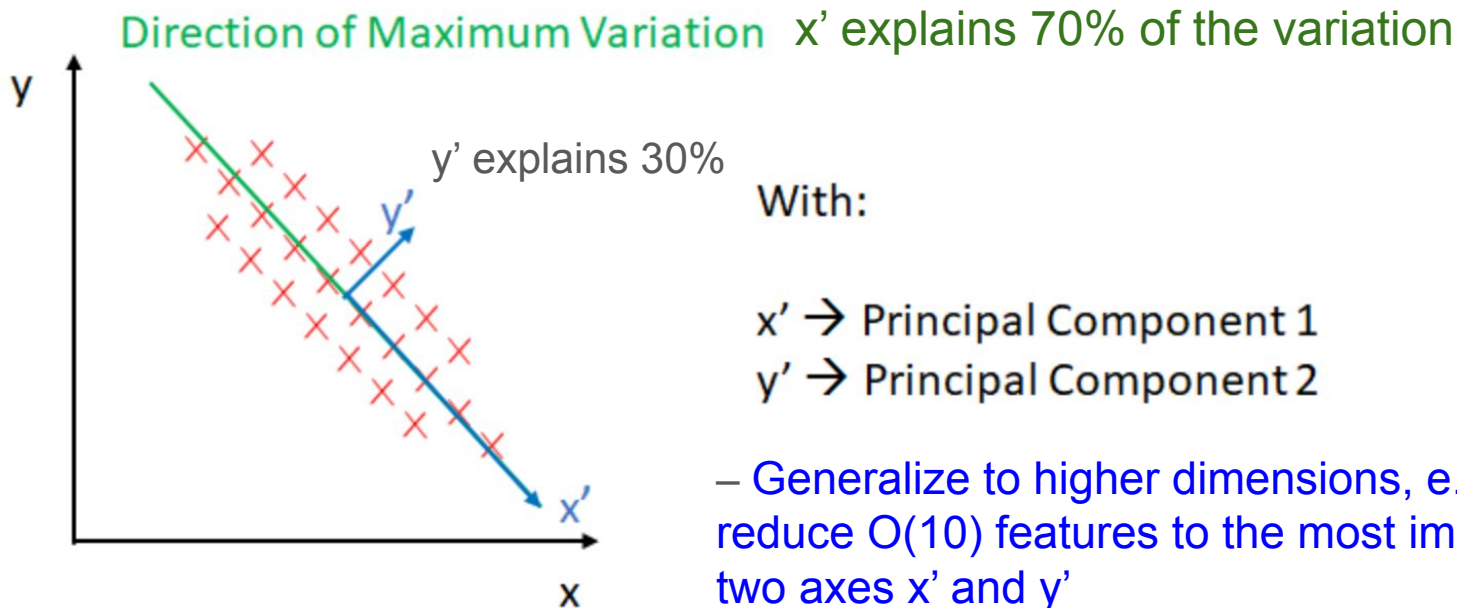 Direction of Maximum Variation x’ explains 70% of the variation
y
y’ explains 30%
y’
With:
x’ → Principal Component 1
y’ → Principal Component 2
x’
– Generalize to higher dimensions, e.
reduce O(10) features to the most im
two axes x’ and y’
x